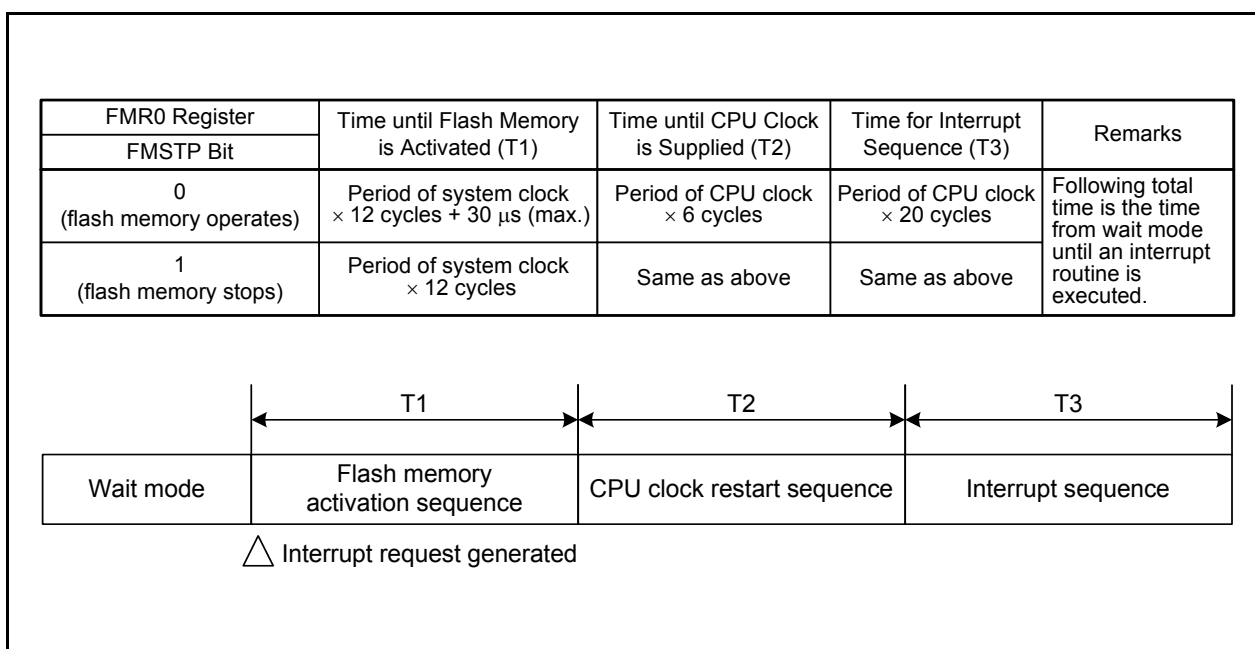 FMR0 Register
FMSTP Bit
Time until Flash Memory
is Activated (T1)
Time until CPU Clock
is Supplied (T2)
Time for Interrupt
Sequence (T3)
Remarks
0
(flash memory operates)
Period of system clock
× 12 cycles + 30 μs (max.)
Period of CPU clock
× 6 cycles
Period of CPU clock
× 20 cycles
Following total
time is the time
from wait mode
until an interrupt
routine is
executed.
1
(flash memory stops)
Period of system clock
× 12 cycles
Same as above
Same as above
T1
T2
T3
Wait mode
Flash memory
activation sequence
CPU clock restart sequence
Interrupt sequence
Interrupt request generated